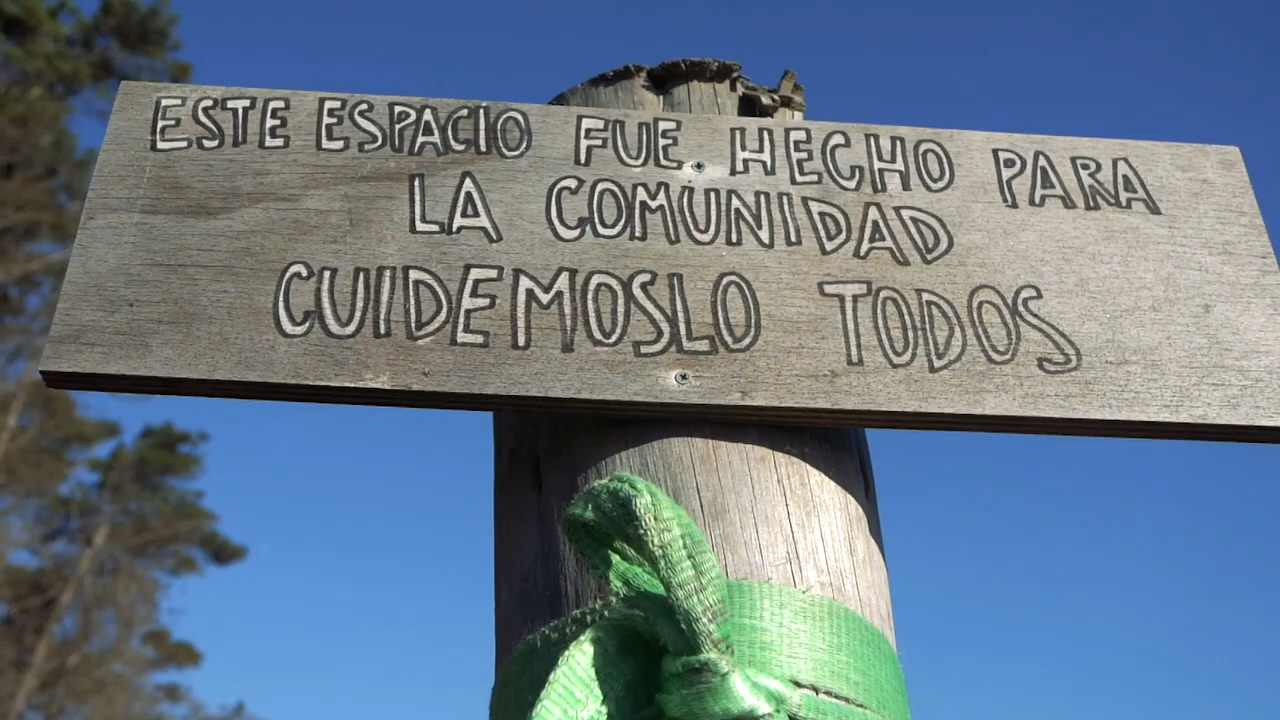 ESTE ESPACIO FUE HECHO PARA
LA COMUNIDAD
CUIDEMOSLO TODOS